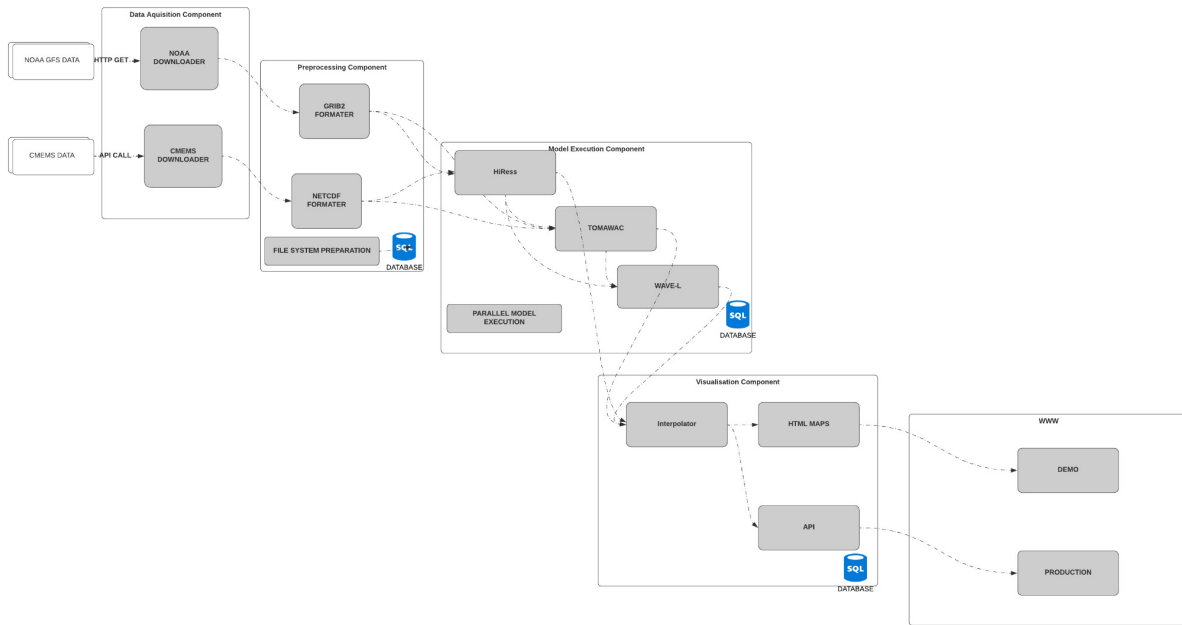 Data Aquisition Component
NOAA GFS DATA
HTTP GET
NOAA
DOWNLOADER
CMEMS DATA
API CALL
CMEMS
DOWNLOADER
Preprocessing Component
GRIB2
FORMATER
NETCDF
FORMATER
FILE SYSTEM PREPARATION
SQL
DATABASE
Model Execution Component
HiRess
TOMAWAC
WAVE-L
PARALLEL MODEL
EXECUTION
SQL
DATABASE
Visualisation Component
Interpolator
HTML MAPS
API
SQL
DATABASE
WWW
DEMO
PRODUCTION